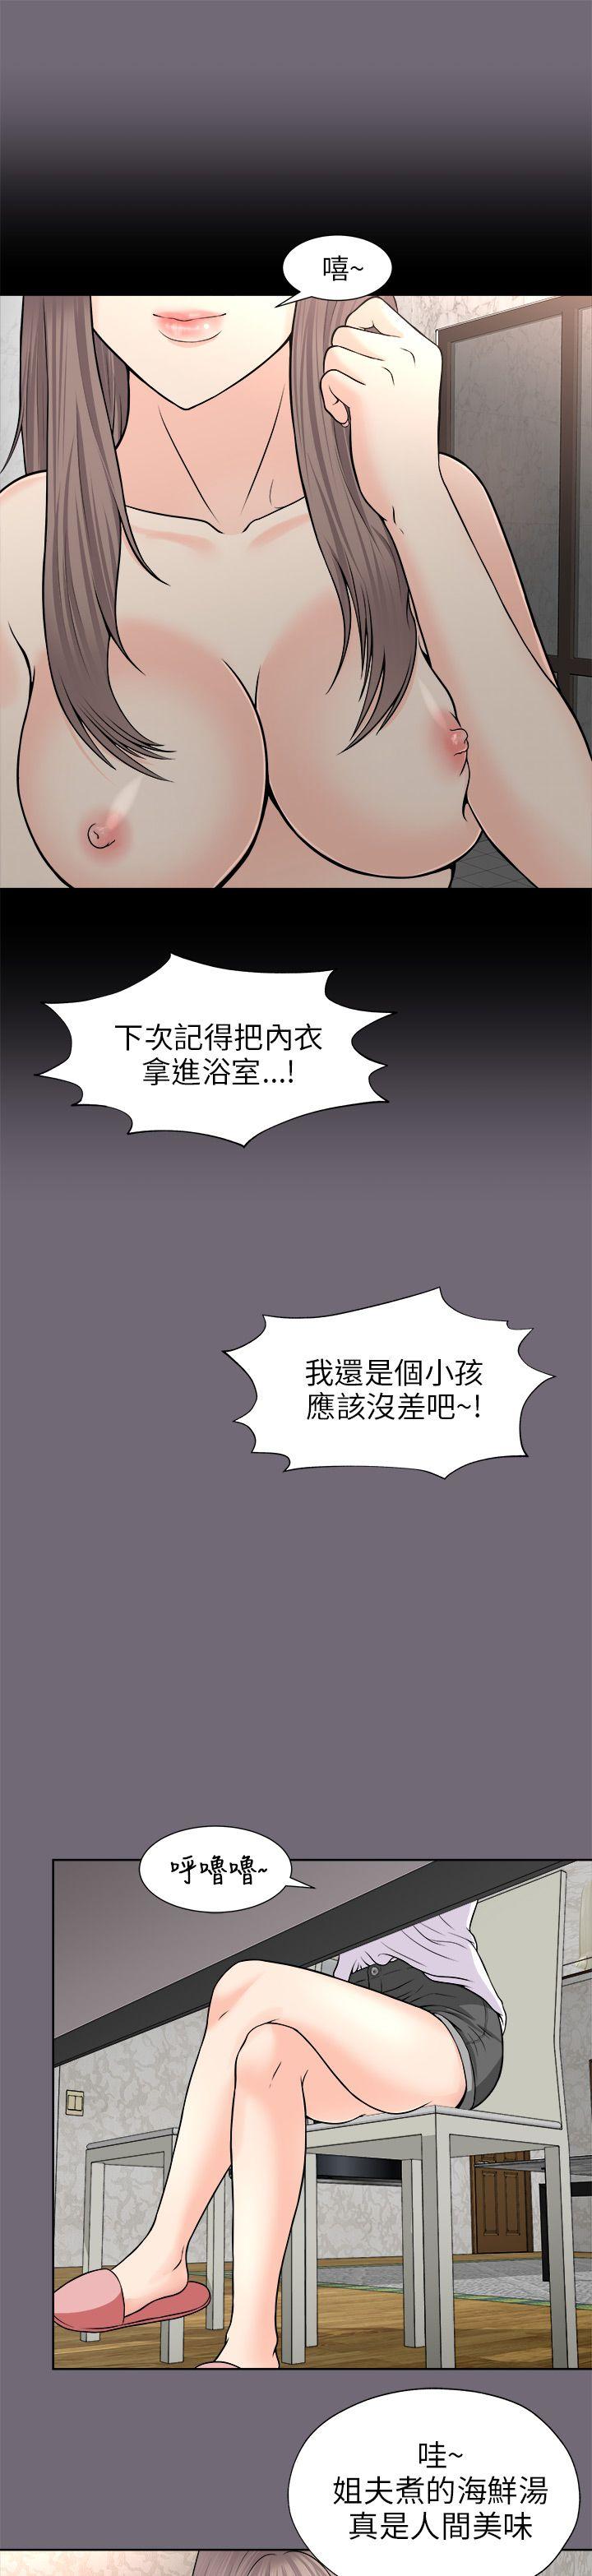 嘻~
下次記得把內衣
拿進浴室...!
我還是個小孩
應該沒差吧~!
呼嚕嚕~
哇~
姐夫煮的海鮮湯
真是人間美味